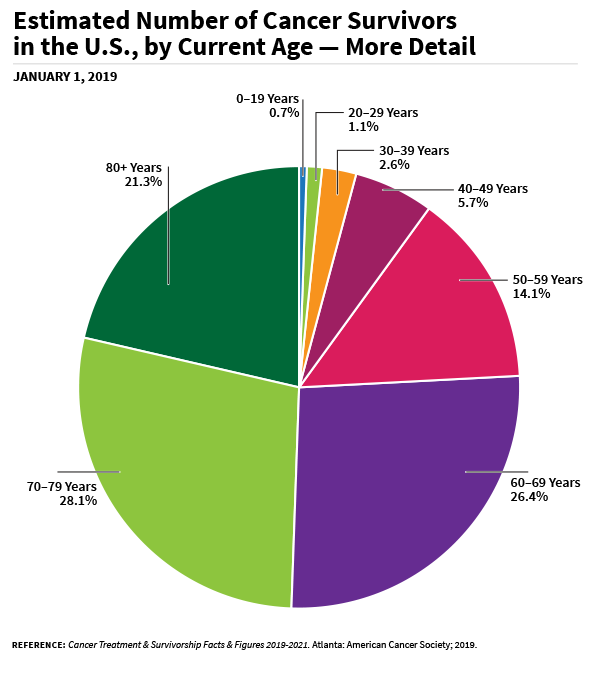 Estimated Number of Cancer Survivors
in the U.S., by Current Age — More Detail
JANUARY 1, 2019
0–19 Years
0.7%
20–29 Years
1.1%
30–39 Years
2.6%
40–49 Years
5.7%
50–59 Years
14.1%
60–69 Years
26.4%
70–79 Years
28.1%
80+ Years
21.3%
REFERENCE: Cancer Treatment & Survivorship Facts & Figures 2019-2021. Atlanta: American Cancer Society; 2019.